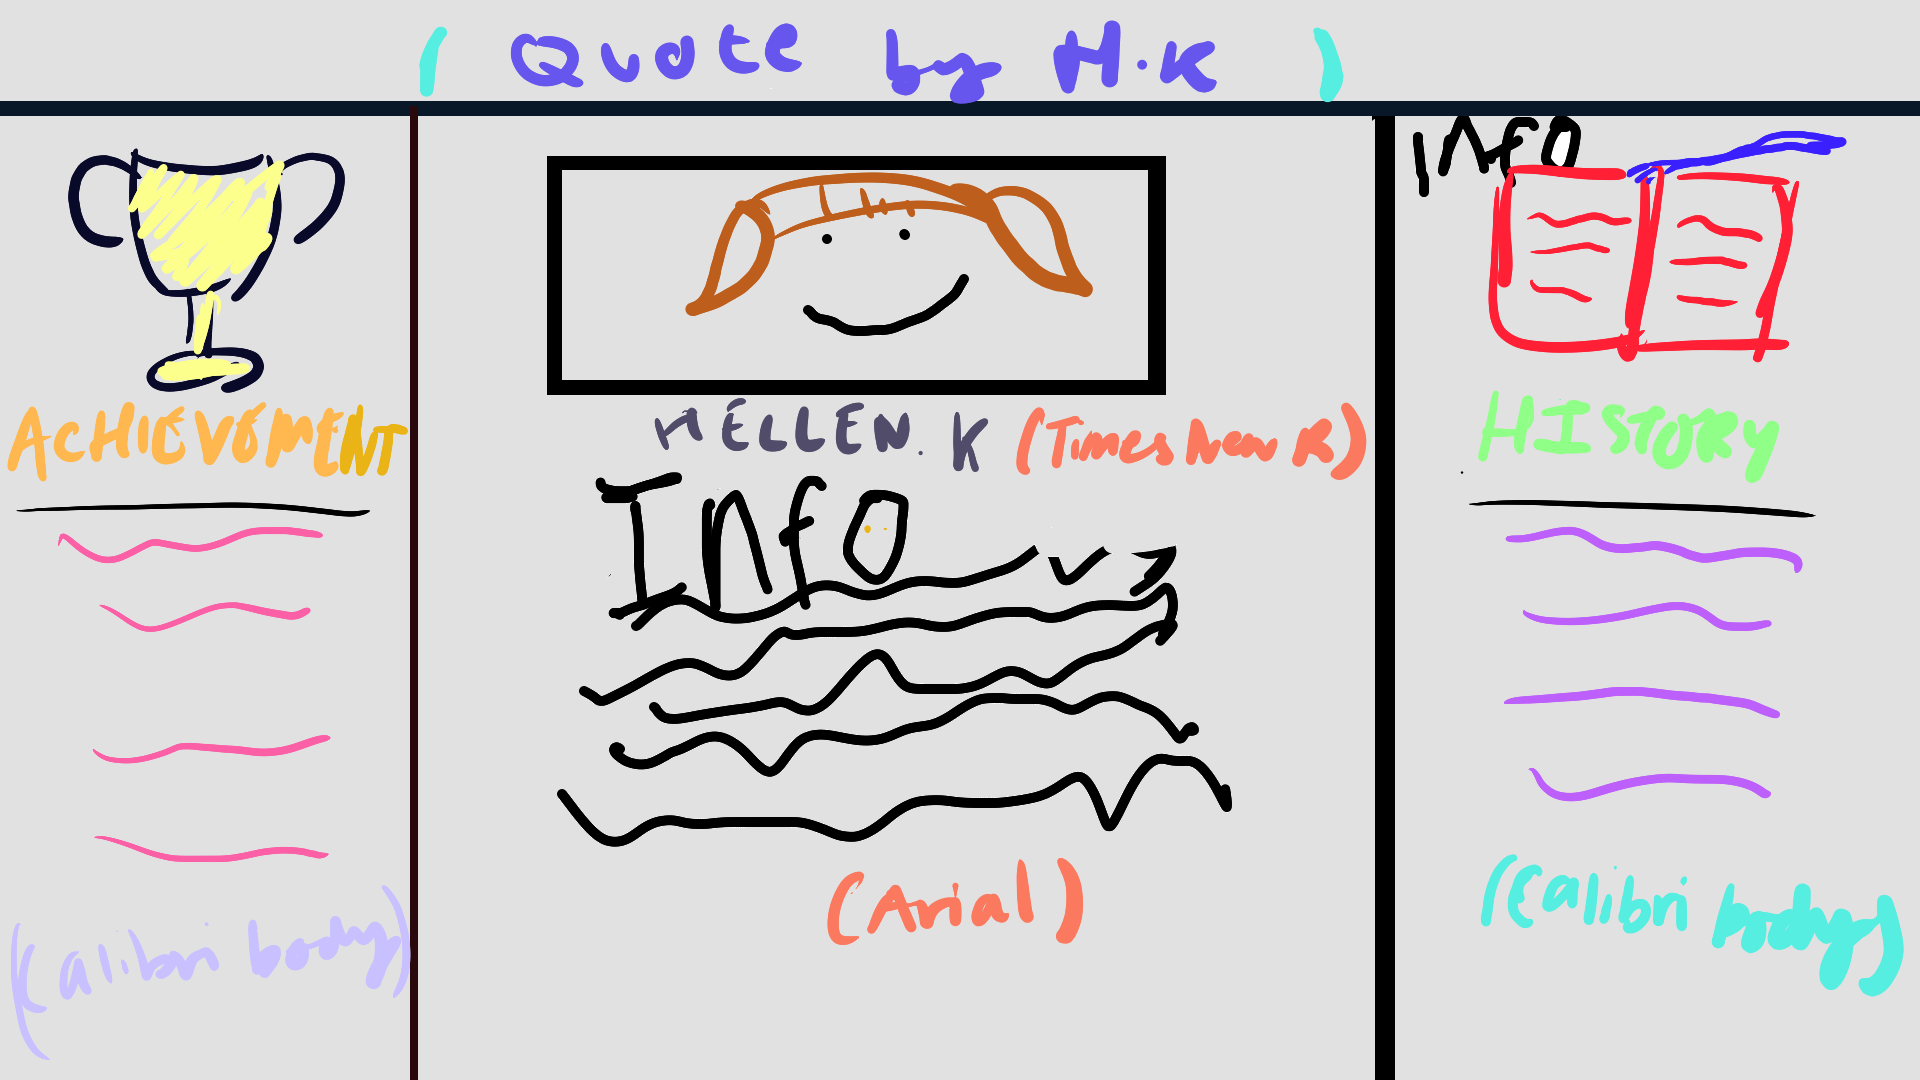 ( Quote by H.K )
ACHIEVEMENT
(Calibri body)
HELLEN. K (Times New R)
Info
(Arial)
Info
HISTORY
(Calibri body)